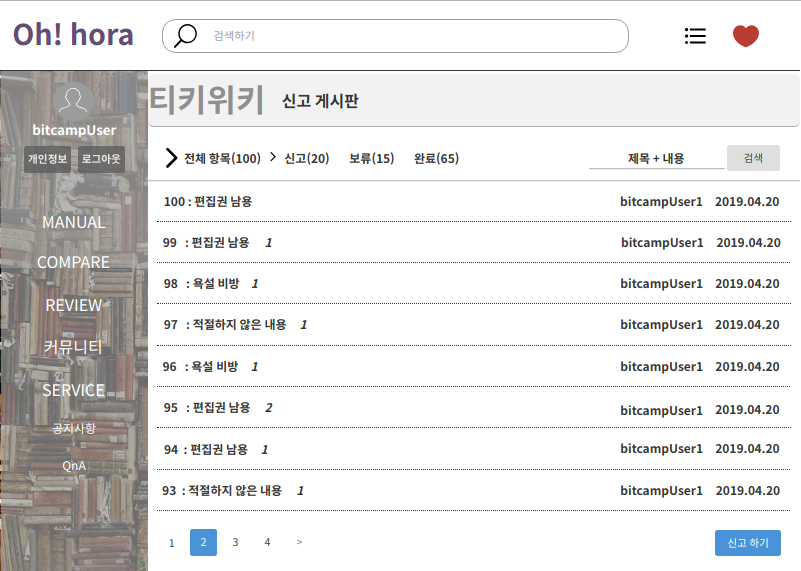 Oh! hora
검색하기
bitcampUser
개인정보 로그아웃
MANUAL
COMPARE
REVIEW
커뮤니티
SERVICE
공지사항
QnA
티키위키 신고 게시판
전체 항목(100) 신고(20) 보류(15) 완료(65)
제목 + 내용 검색
100 : 편집권 남용 bitcampUser1 2019.04.20
99 : 편집권 남용 1 bitcampUser1 2019.04.20
98 : 욕설 비방 1 bitcampUser1 2019.04.20
97 : 적절하지 않은 내용 1 bitcampUser1 2019.04.20
96 : 욕설 비방 1 bitcampUser1 2019.04.20
95 : 편집권 남용 2 bitcampUser1 2019.04.20
94 : 편집권 남용 1 bitcampUser1 2019.04.20
93 : 적절하지 않은 내용 1 bitcampUser1 2019.04.20
1 2 3 4 >
신고 하기